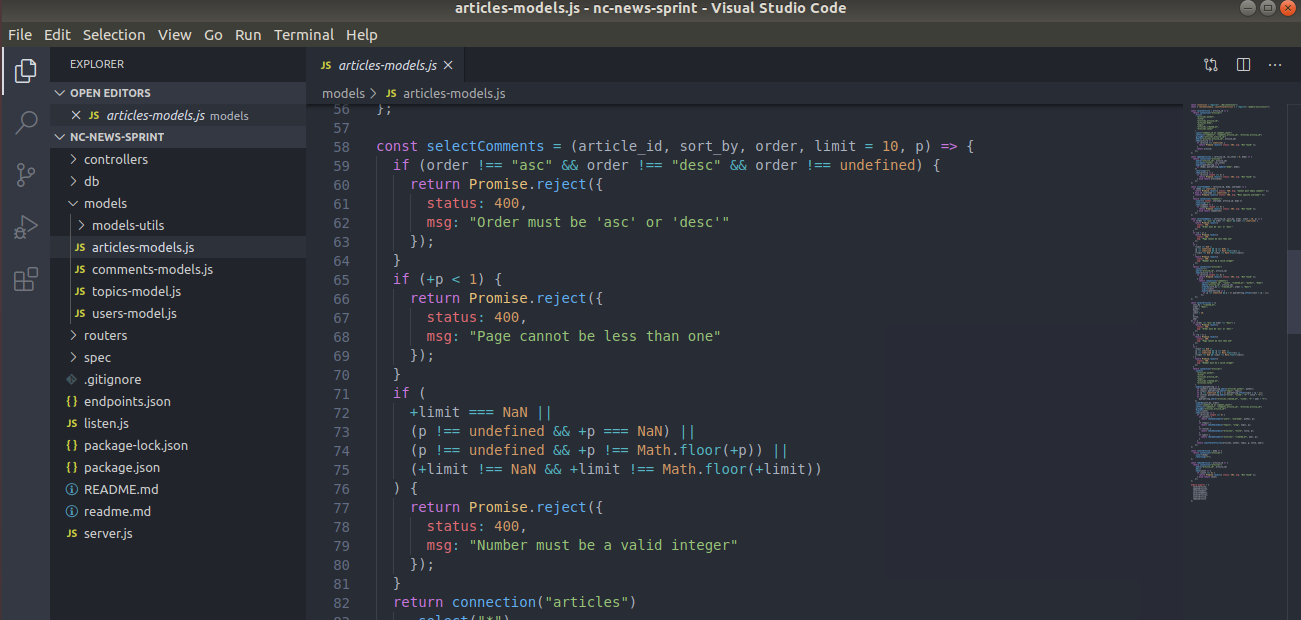 articles-models.js - nc-news-sprint - Visual Studio Code
File Edit Selection View Go Run Terminal Help
EXPLORER
OPEN EDITORS
JS articles-models.js models
NC-NEWS-SPRINT
controllers
db
models
models-utils
JS articles-models.js
JS comments-models.js
JS topics-model.js
JS users-model.js
routers
spec
.gitignore
{} endpoints.json
JS listen.js
{} package-lock.json
{} package.json
README.md
readme.md
JS server.js
JS articles-models.js
models > JS articles-models.js
56 };
57
58 const selectComments = (article_id, sort_by, order, limit = 10, p) => {
59 if (order !== "asc" && order !== "desc" && order !== undefined) {
60 return Promise.reject({
61 status: 400,
62 msg: "Order must be 'asc' or 'desc'"
63 });
64 }
65 if (+p < 1) {
66 return Promise.reject({
67 status: 400,
68 msg: "Page cannot be less than one"
69 });
70 }
71 if (
72 +limit === NaN ||
73 (p !== undefined && +p === NaN) ||
74 (p !== undefined && +p !== Math.floor(+p)) ||
75 (+limit !== NaN && +limit !== Math.floor(+limit))
76 ) {
77 return Promise.reject({
78 status: 400,
79 msg: "Number must be a valid integer"
80 });
81 }
82 return connection("articles")
83 .select("*")